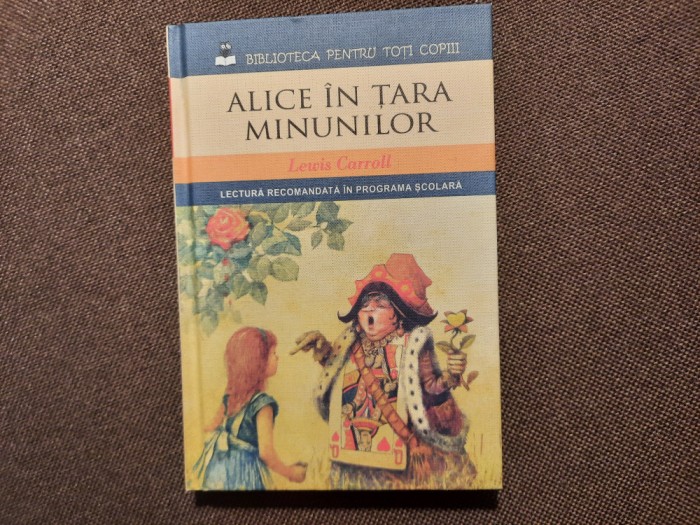 BIBLIOTECA PENTRU TOȚI COPIII
ALICE ÎN ȚARA
MINUNILOR
Lewis Carroll
LECTURĂ RECOMANDATĂ ÎN PROGRAMA ȘCOLARĂ
Q